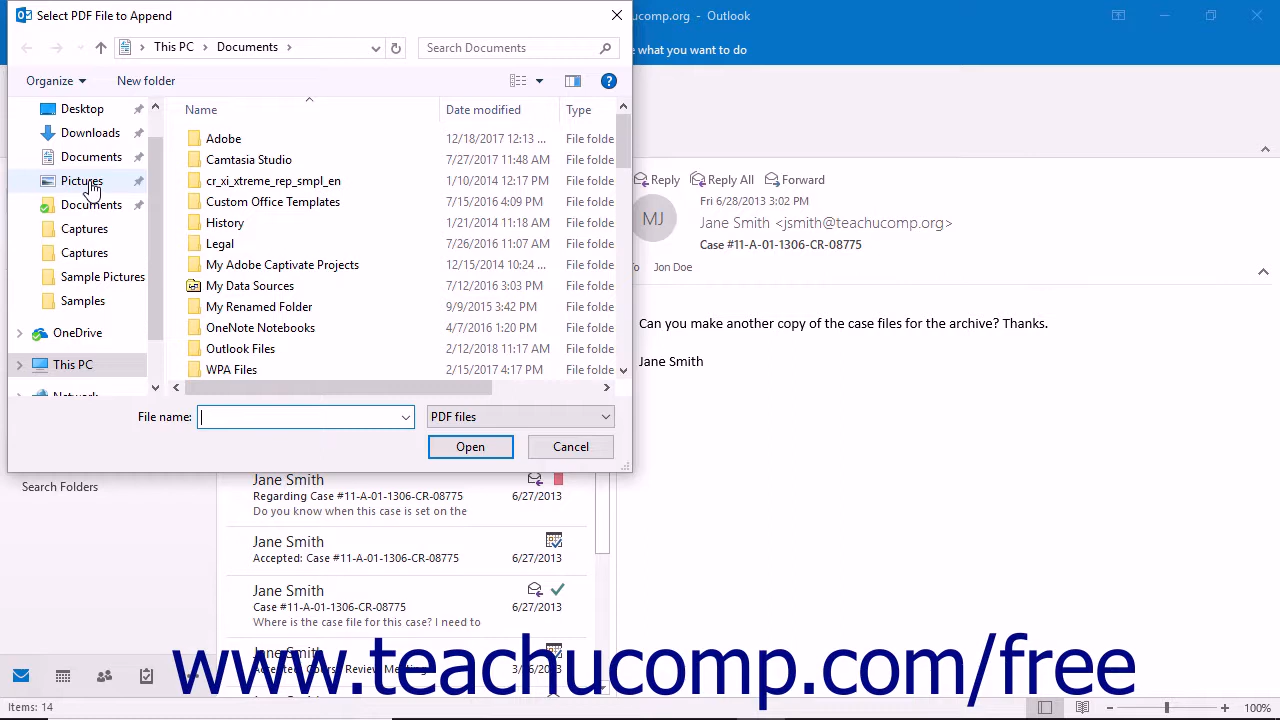 Select PDF File to Append
ucomp.org - Outlook
This PC > Documents >
Search Documents
e what you want to do
Organize
New folder
Name
Date modified
Type
Desktop
Downloads
Documents
Pictures
Documents
Captures
Captures
Sample Pictures
Samples
OneDrive
This PC
Network
Adobe 12/18/2017 12:13 ... File folde
Camtasia Studio 7/27/2017 11:48 AM File folde
cr_xi_xtreme_rep_smpl_en 1/10/2014 12:17 PM File folde
Custom Office Templates 7/15/2016 4:09 PM File folde
History 1/21/2014 11:18 AM File folde
Legal 7/26/2016 11:07 AM File folde
My Adobe Captivate Projects 12/15/2014 10:24 ... File folde
My Data Sources 7/12/2016 3:03 PM File folde
My Renamed Folder 9/9/2015 3:42 PM File folde
OneNote Notebooks 4/7/2016 1:20 PM File folde
Outlook Files 2/12/2018 11:17 AM File folde
WPA Files 2/15/2017 4:17 PM File folde
File name:
PDF files
Open
Cancel
Reply
Reply All
Forward
MJ
Fri 6/28/2013 3:02 PM
Jane Smith <jsmith@teachucomp.org>
Case #11-A-01-1306-CR-08775
o Jon Doe
Can you make another copy of the case files for the archive? Thanks.
Jane Smith
Search Folders
Jane Smith
Regarding Case #11-A-01-1306-CR-08775 6/27/2013
Do you know when this case is set on the
Jane Smith
Accepted: Case #11-A-01-1306-CR-08775 6/27/2013
Jane Smith
Case #11-A-01-1306-CR-08775 6/27/2013
Where is the case file for this case? I need to
www.teachucomp.com/free
Items: 14
100%